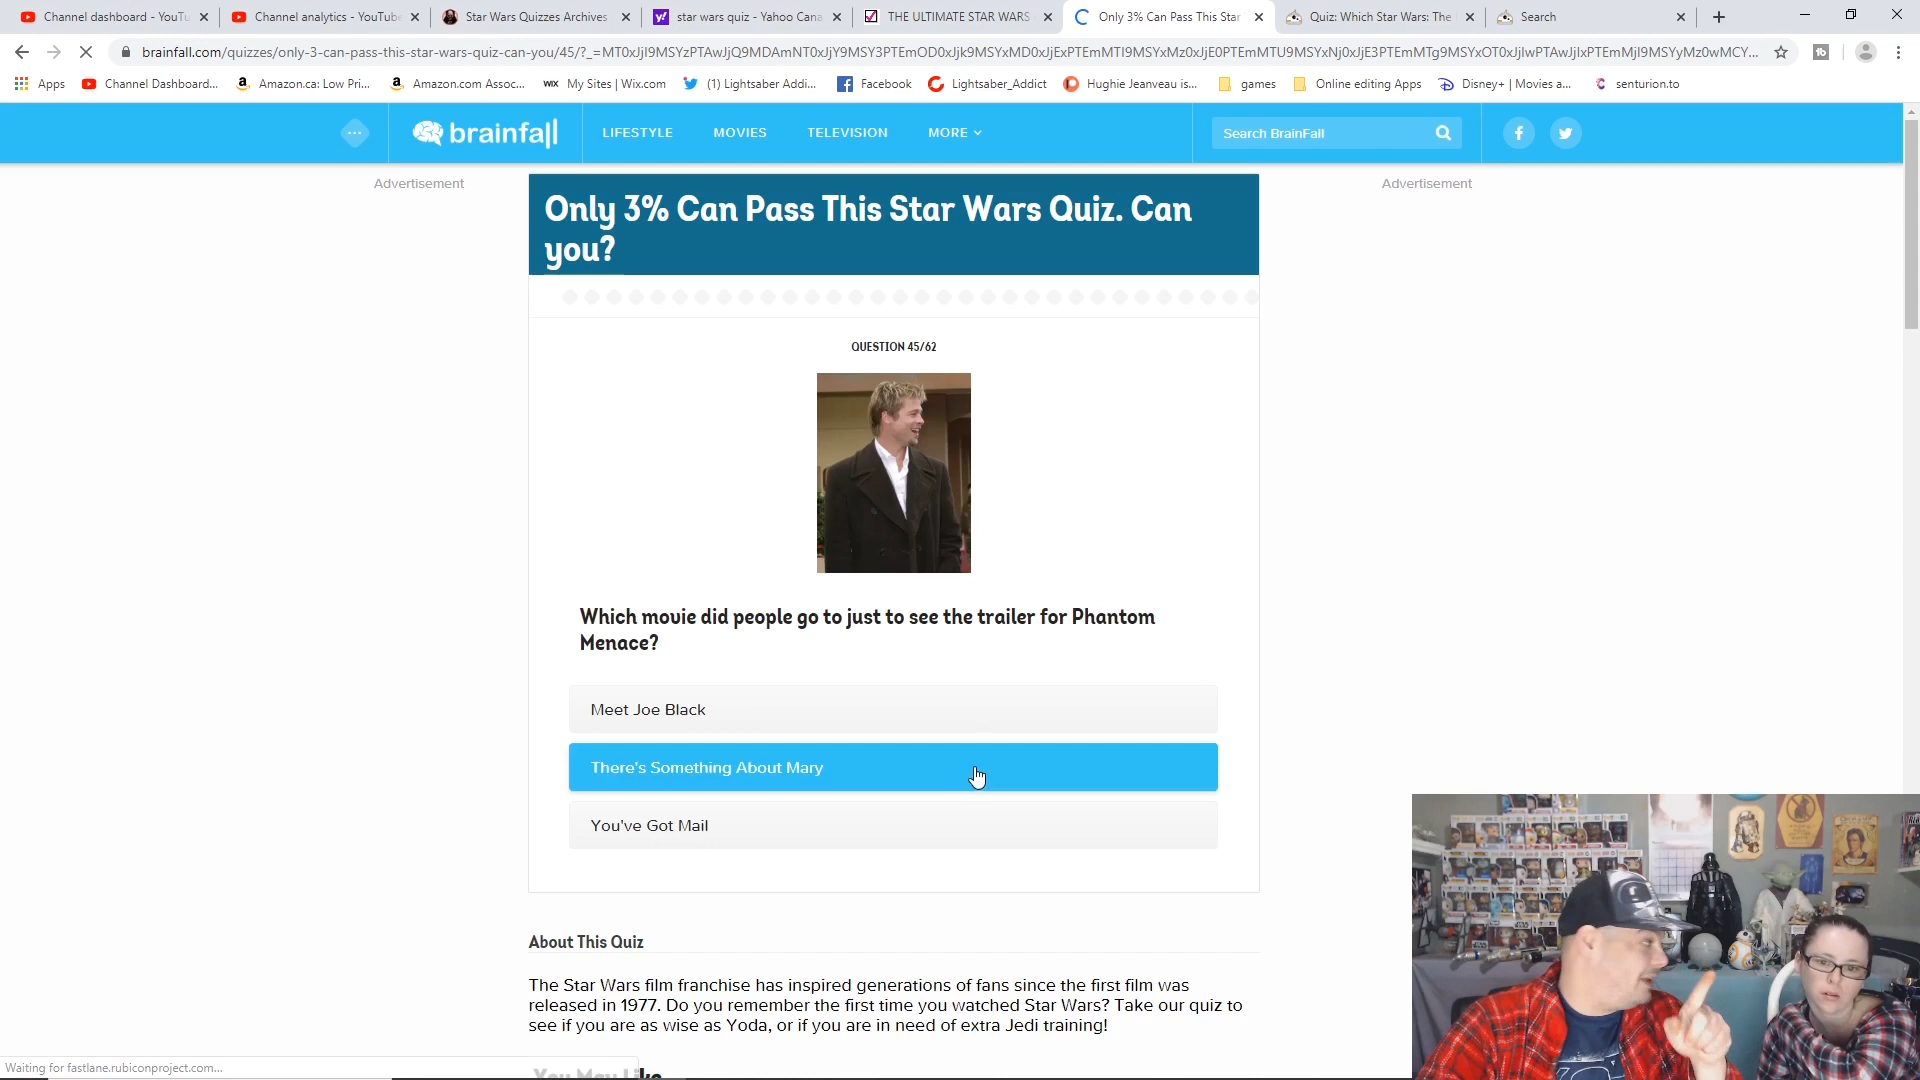 Channel dashboard - YouTu
Channel analytics - YouTube
Star Wars Quizzes Archives
star wars quiz - Yahoo Cana
THE ULTIMATE STAR WARS
Only 3% Can Pass This Star
Quiz: Which Star Wars: The
Search
brainfall.com/quizzes/only-3-can-pass-this-star-wars-quiz-can-you/45/?_=MT0xJjI9MSYzPTAwJjQ9MDAmNT0xJjY9MSY3PTEmOD0xJjk9MSYxMD0xJjExPTEmMTI9MSYxMz0xJjE0PTEmMTU9MSYxNj0xJjE3PTEmMTg9MSYxOT0xJjIwPTAwJjIxPTEmMjI9MSYyMz0wMCY...
Apps
Channel Dashboard...
Amazon.ca: Low Pri...
Amazon.com Assoc...
My Sites | Wix.com
(1) Lightsaber Addi...
Facebook
Lightsaber_Addict
Hughie Jeanveau is...
games
Online editing Apps
Disney+ | Movies a...
senturion.to
brainfall
LIFESTYLE
MOVIES
TELEVISION
MORE
Search BrainFall
Advertisement
Advertisement
Only 3% Can Pass This Star Wars Quiz. Can
you?
QUESTION 45/62
Which movie did people go to just to see the trailer for Phantom
Menace?
Meet Joe Black
There's Something About Mary
You've Got Mail
About This Quiz
The Star Wars film franchise has inspired generations of fans since the first film was
released in 1977. Do you remember the first time you watched Star Wars? Take our quiz to
see if you are as wise as Yoda, or if you are in need of extra Jedi training!
You May Like
Waiting for fastlane.rubiconproject.com...